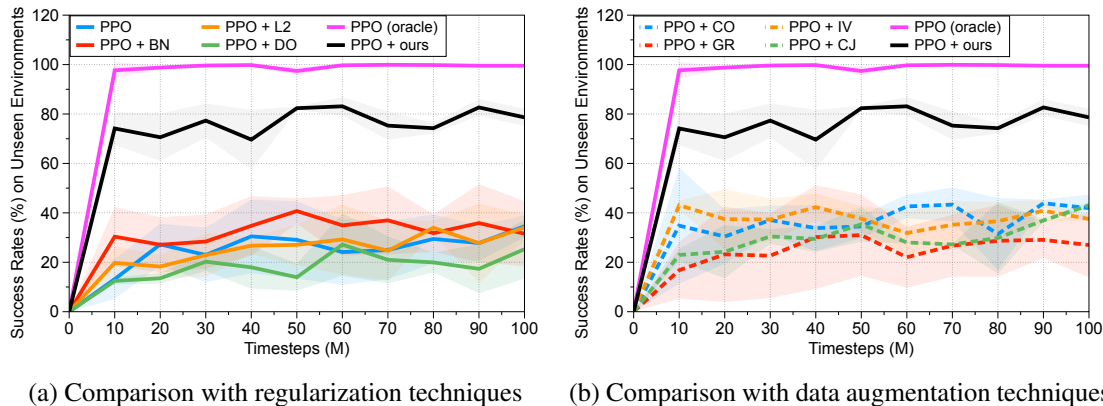 PPO PPO + L2 PPO (oracle)
PPO + BN PPO + DO PPO + ours
Success Rates (%) on Unseen Environments
120
100
80
60
40
20
0
0 10 20 30 40 50 60 70 80 90 100
Timesteps (M)
(a) Comparison with regularization techniques
PPO + CO PPO + IV PPO (oracle)
PPO + GR PPO + CJ PPO + ours
Success Rates (%) on Unseen Environments
120
100
80
60
40
20
0
0 10 20 30 40 50 60 70 80 90 100
Timesteps (M)
(b) Comparison with data augmentation techniques